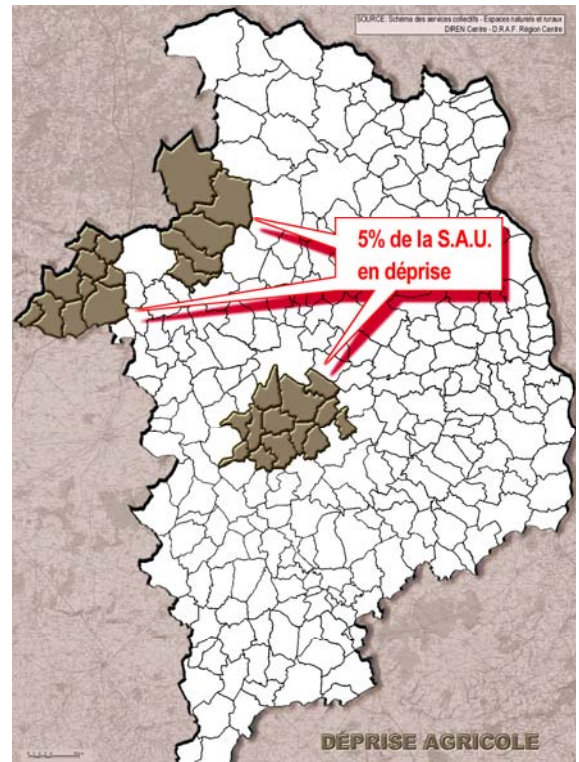 SOURCE: Schéma des services collectifs - Espaces naturels et ruraux
DIREN Centre - D.R.A.F. Région Centre
5% de la S.A.U.
en déprise
DÉPRISE AGRICOLE